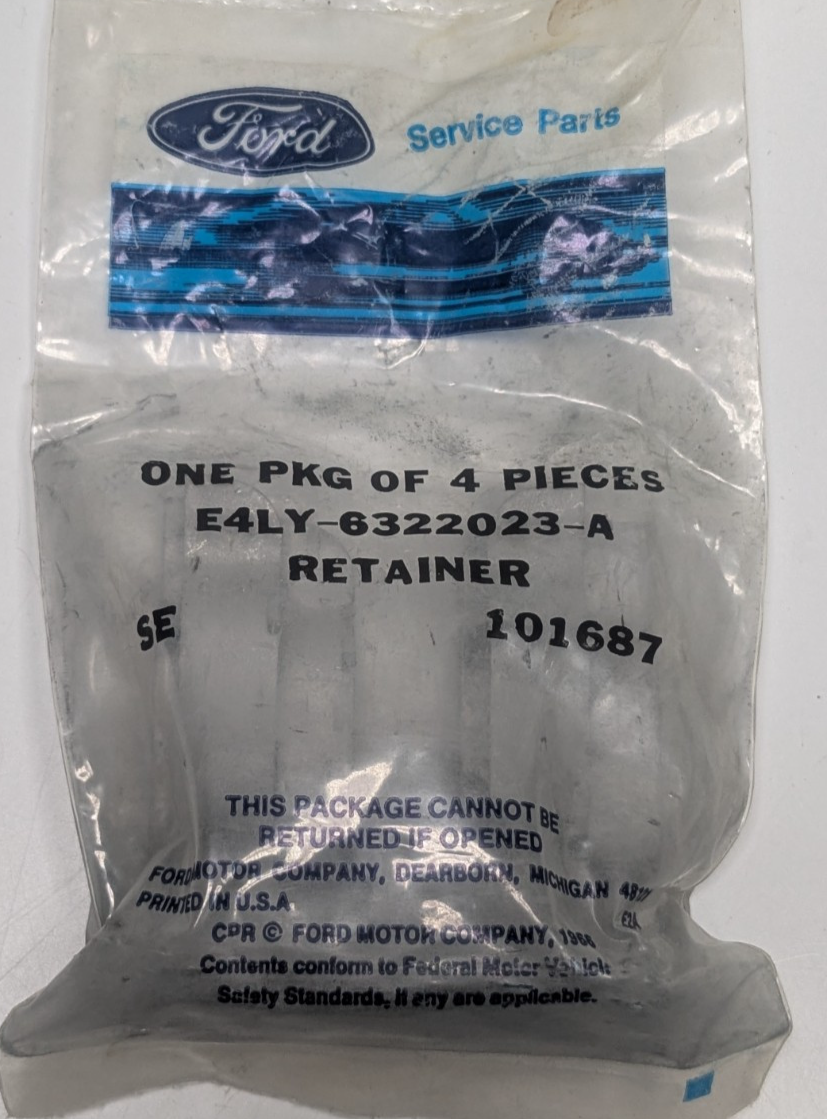 Ford Service Parts
ONE PKG OF 4 PIECES
E4LY-6322023-A
RETAINER
SE 101687
THIS PACKAGE CANNOT BE
RETURNED IF OPENED
FORD MOTOR COMPANY, DEARBORN, MICHIGAN
PRINTED IN U.S.A.
CPR © FORD MOTOR COMPANY,
Contents conform to Federal Motor Vehicle
Safety Standards, if any are applicable.